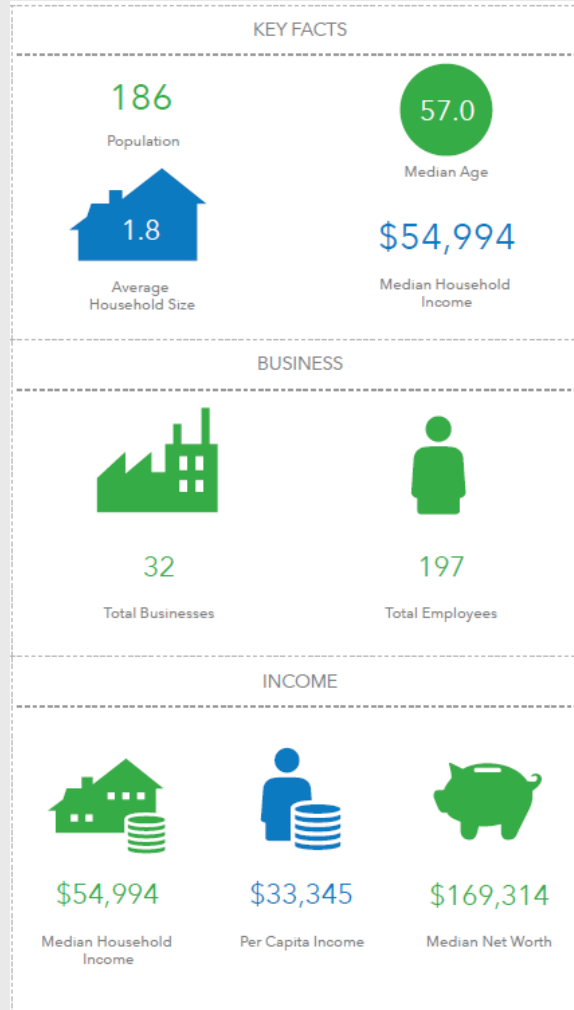 KEY FACTS
186
Population
57.0
Median Age
1.8
Average
Household Size
$54,994
Median Household
Income
BUSINESS
32
Total Businesses
197
Total Employees
INCOME
$54,994
Median Household
Income
$33,345
Per Capita Income
$169,314
Median Net Worth